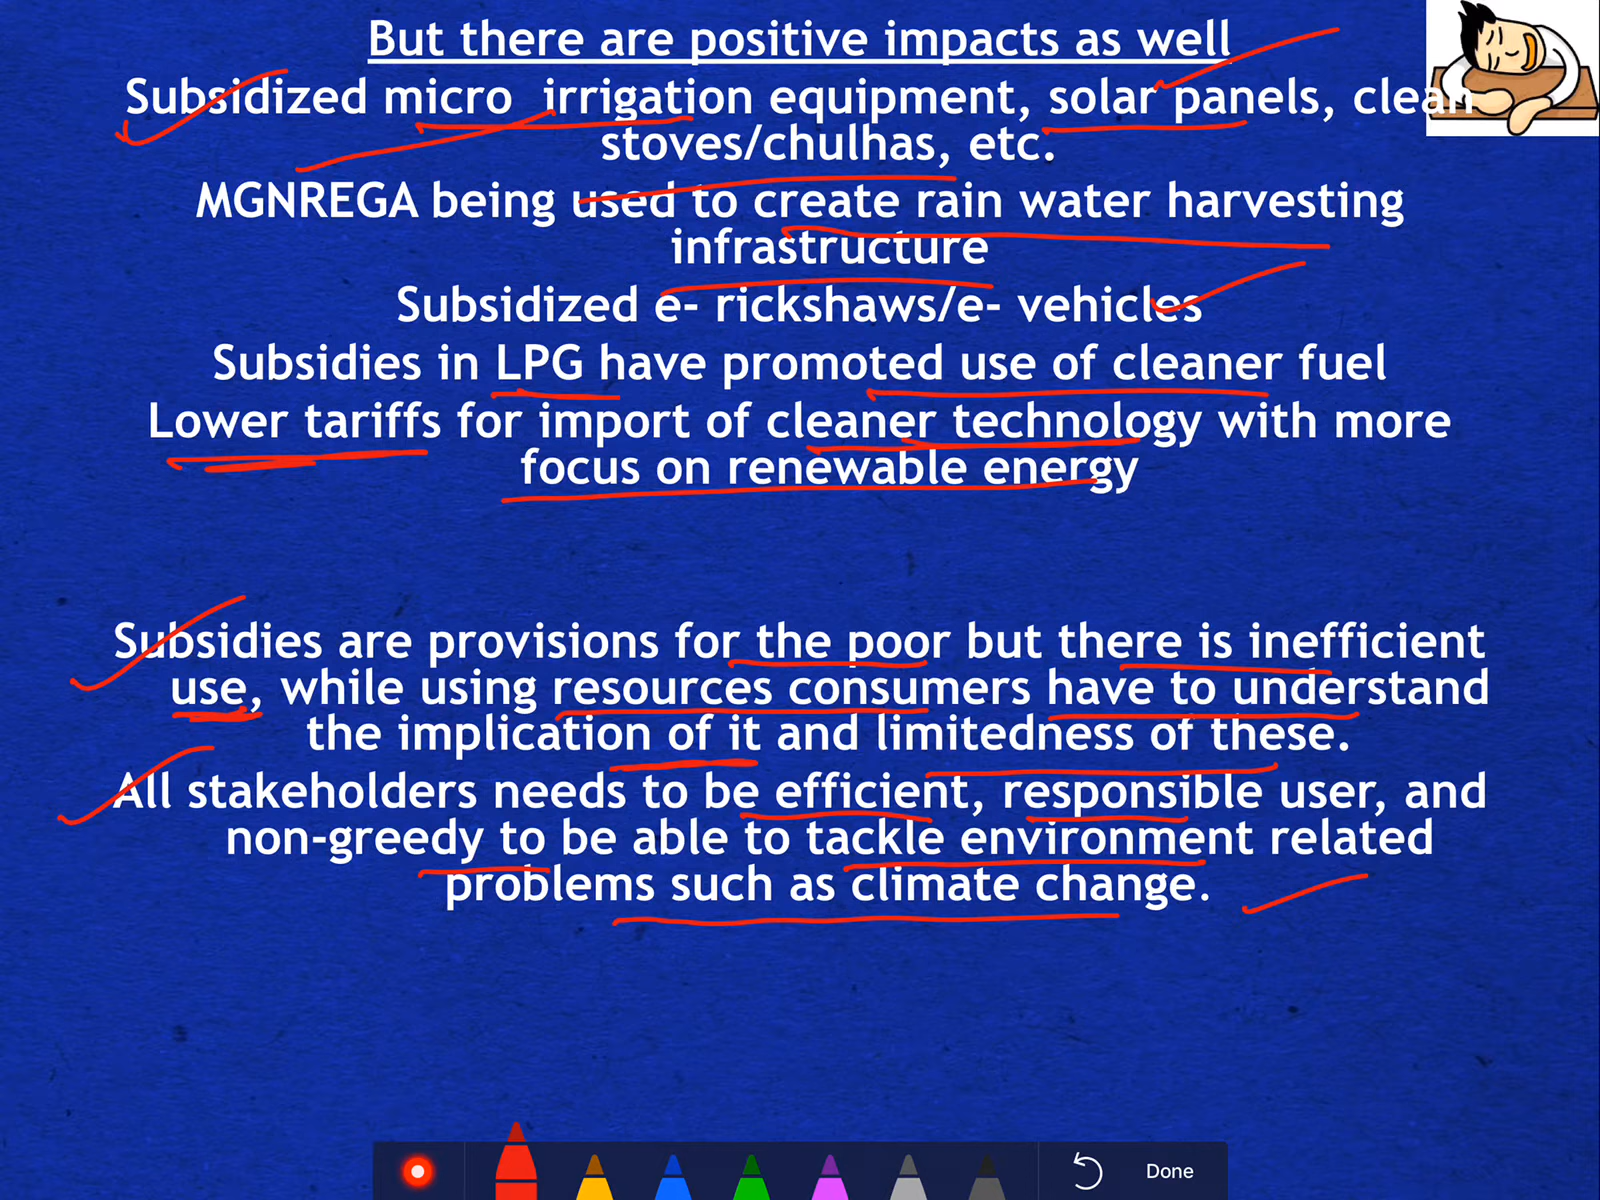 But there are positive impacts as well
Subsidized micro irrigation equipment, solar panels, clean
stoves/chulhas, etc.
MGNREGA being used to create rain water harvesting
infrastructure
Subsidized e- rickshaws/e- vehicles
Subsidies in LPG have promoted use of cleaner fuel
Lower tariffs for import of cleaner technology with more
focus on renewable energy
Subsidies are provisions for the poor but there is inefficient
use, while using resources consumers have to understand
the implication of it and limitedness of these.
All stakeholders needs to be efficient, responsible user, and
non-greedy to be able to tackle environment related
problems such as climate change.
Done